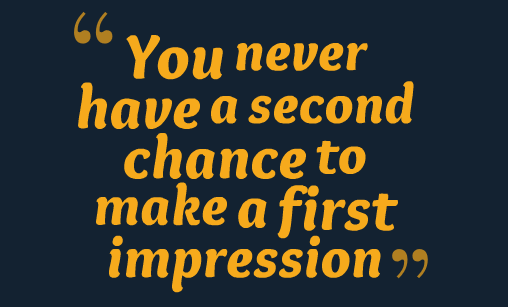 “You never
have a second
chance to
make a first
impression”